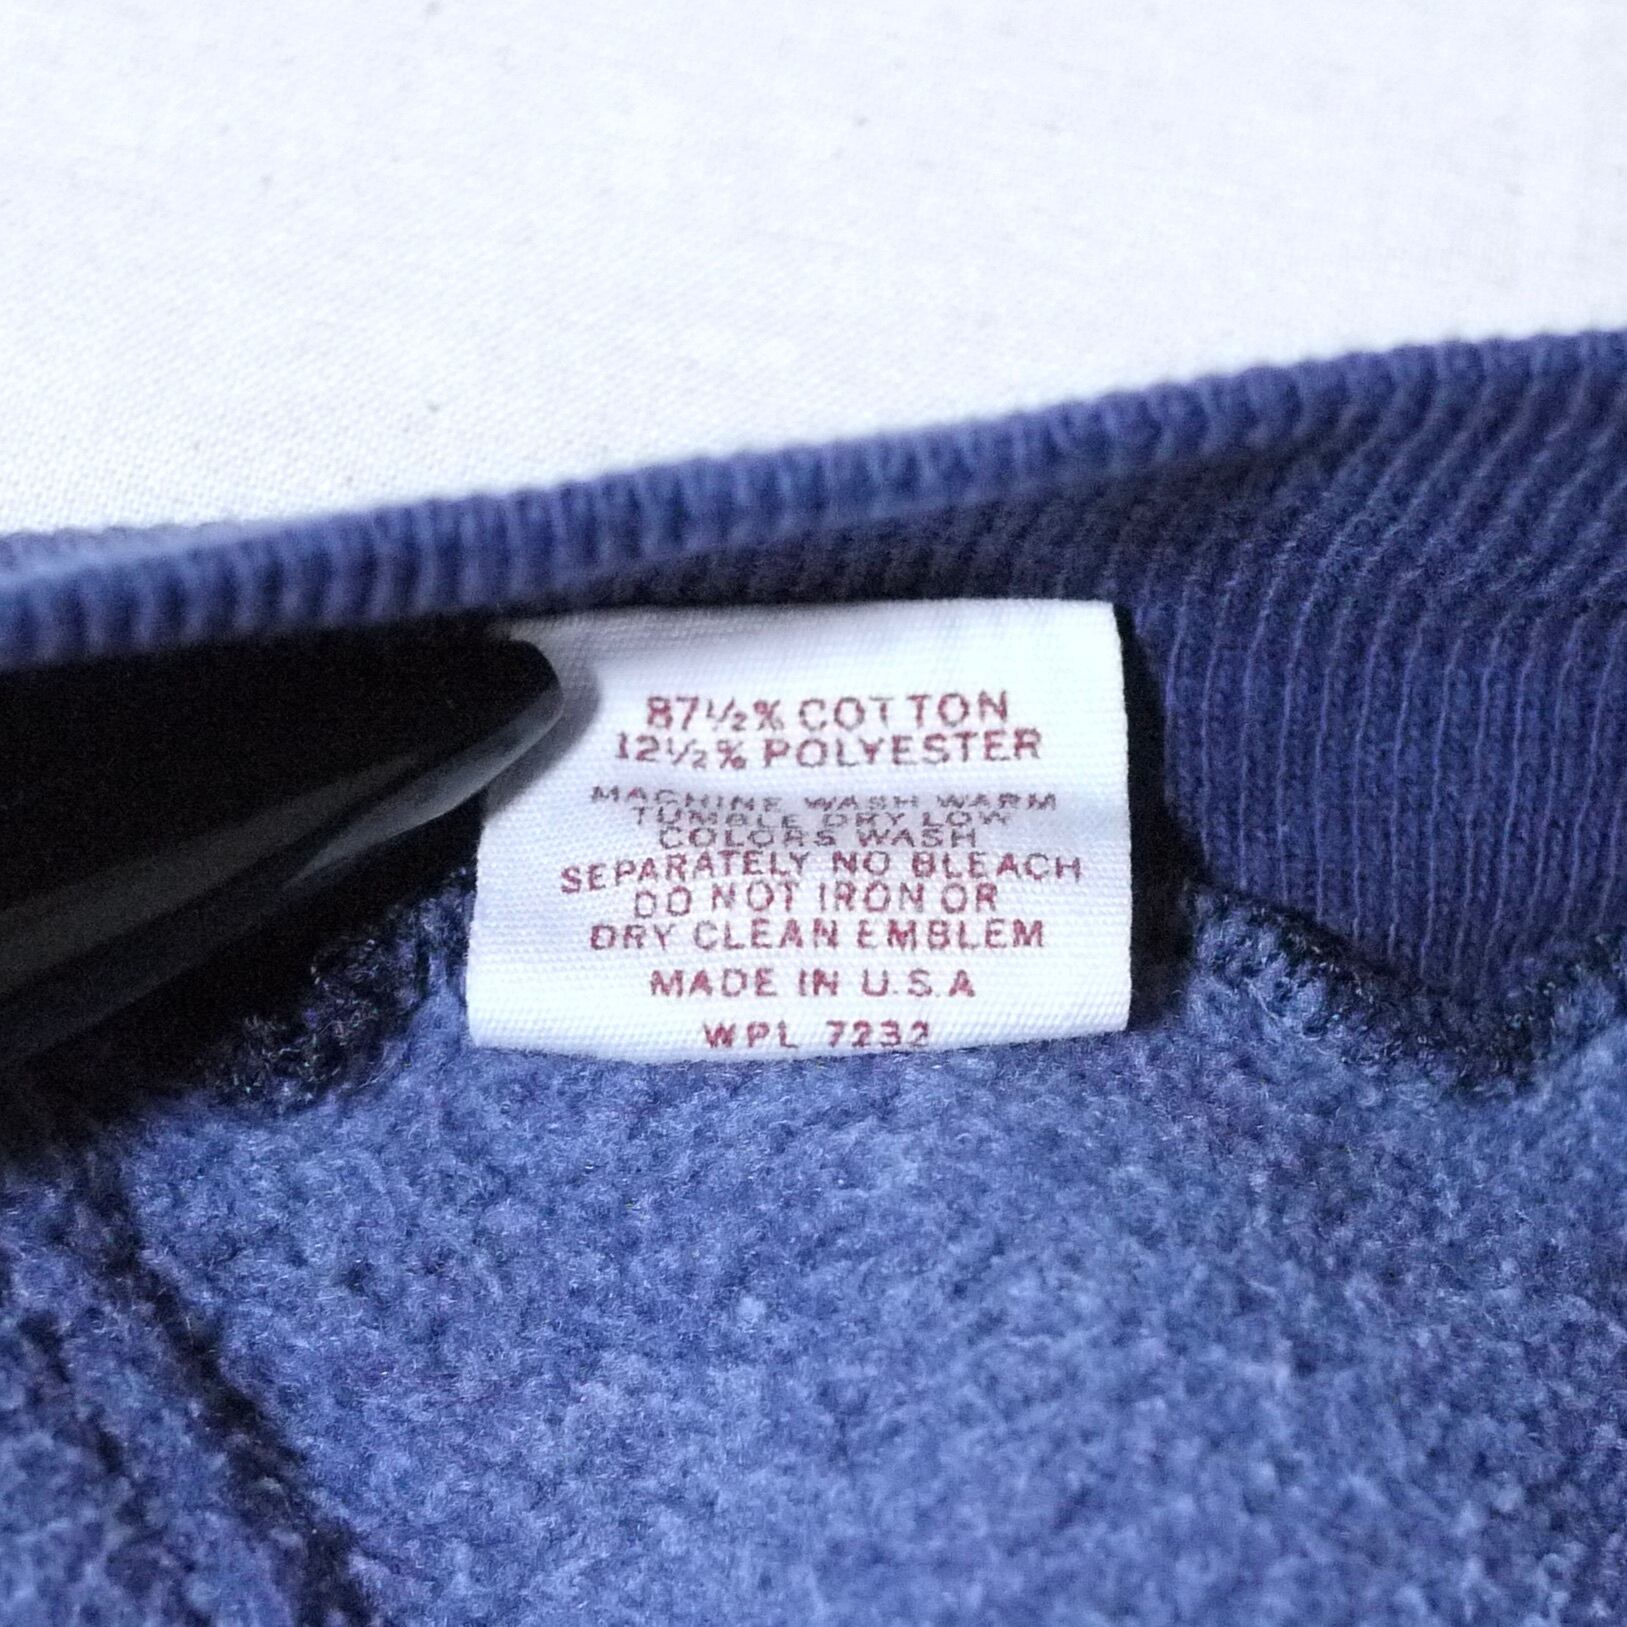 87½% COTTON
12½% POLYESTER
MACHINE WASH WARM
TUMBLE DRY LOW
COLORS WASH
SEPARATELY NO BLEACH
DO NOT IRON OR
DRY CLEAN EMBLEM
MADE IN U.S.A
WPL 7232